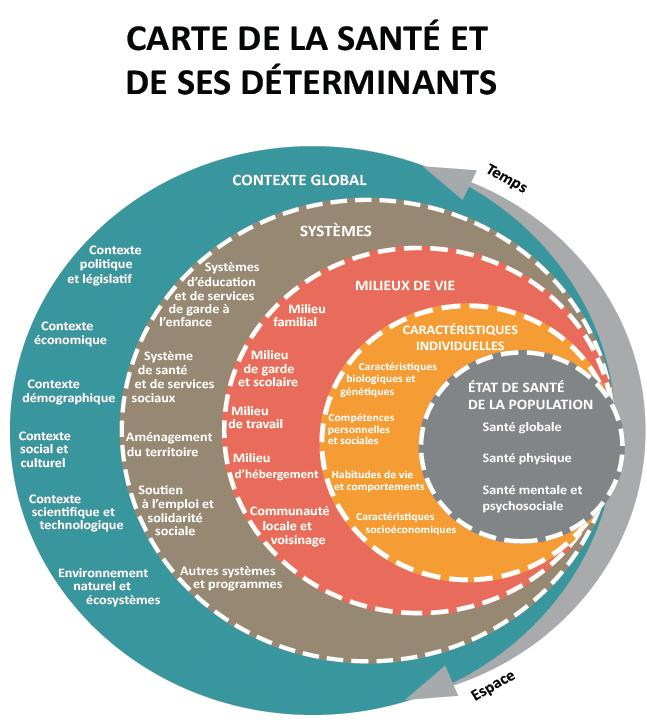 CARTE DE LA SANTÉ ET
DE SES DÉTERMINANTS
Temps
CONTEXTE GLOBAL
Contexte
politique
et législatif
Contexte
économique
Contexte
démographique
Contexte
social et
culturel
Contexte
scientifique et
technologique
Environnement
naturel et
écosystèmes
SYSTÈMES
Systèmes
d'éducation
et de services
de garde à
l'enfance
Système
de santé
et de services
sociaux
Aménagement
du territoire
Soutien
à l'emploi et
solidarité
sociale
Autres systèmes
et programmes
MILIEUX DE VIE
Milieu
familial
Milieu
de garde
et scolaire
Milieu
de travail
Milieu
d'hébergement
Communauté
locale et
voisinage
CARACTÉRISTIQUES
INDIVIDUELLES
Caractéristiques
biologiques et
génétiques
Compétences
personnelles
et sociales
Habitudes de vie
et comportements
Caractéristiques
socioéconomiques
ÉTAT DE SANTÉ
DE LA POPULATION
Santé globale
Santé physique
Santé mentale et
psychosociale
Espace